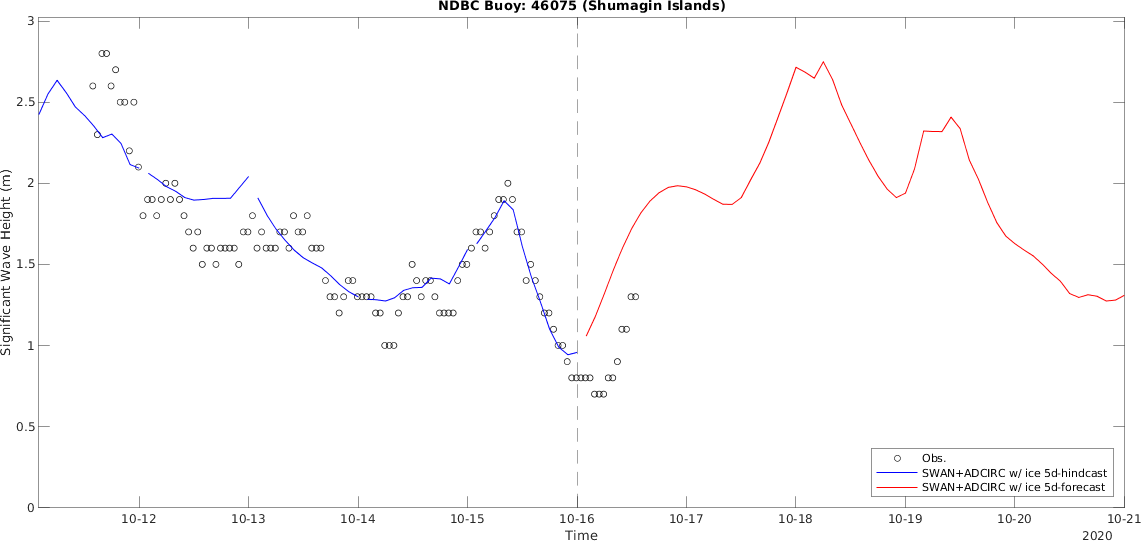 NDBC Buoy: 46075 (Shumagin Islands)
3
2.5
2
1.5
1
0.5
0
Significant Wave Height (m)
Obs.
SWAN+ADCIRC w/ ice 5d-hindcast
SWAN+ADCIRC w/ ice 5d-forecast
10-12 10-13 10-14 10-15 10-16 10-17 10-18 10-19 10-20 10-21
Time
2020